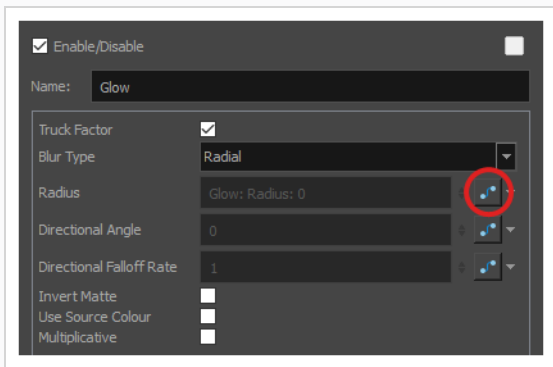 Enable/Disable
Name: Glow
Truck Factor
Blur Type Radial
Radius Glow: Radius: 0
Directional Angle 0
Directional Falloff Rate 1
Invert Matte
Use Source Colour
Multiplicative